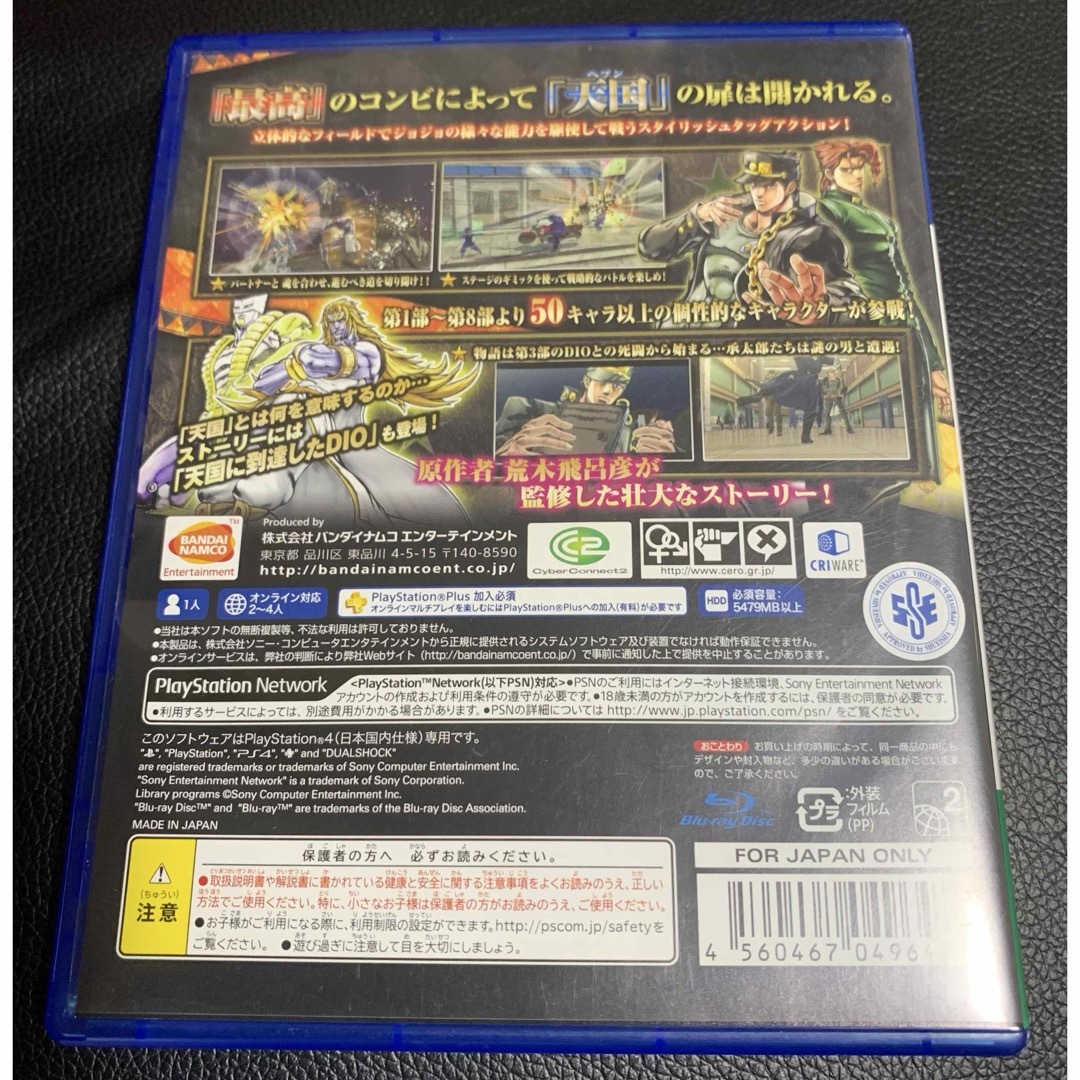 『最高』のコンビによって『天国』の扉は開かれる。
ヘブン
立体的なフィールドでジョジョの様々な能力を駆使して戦うスタイリッシュタッグアクション!
★パートナーと魂を合わせ、進むべき道を切り開け!!
★ステージのギミックを使って戦略的なバトルを楽しめ!
第1部〜第8部より50キャラ以上の個性的なキャラクターが参戦!
★物語は第3部のDIOとの死闘から始まる…承太郎たちは謎の男と遭遇!
「天国」とは何を意味するのか…
ストーリーには
「天国に到達したDIO」も登場!
原作者 荒木飛呂彦が
監修した壮大なストーリー!
BANDAI
NAMCO
TM
Entertainment
Produced by
株式会社 バンダイナムコ エンターテインメント
東京都 品川区 東品川 4-5-15 〒140-8590
http://bandainamcoent.co.jp/
C2
CyberConnect2
http://www.cero.gr.jp/
CRIWARE
1人
オンライン対応
2〜4人
PlayStation®Plus 加入必須
オンラインマルチプレイを楽しむにはPlayStation®Plusへの加入(有料)が必要です
HDD
必須容量:
5479MB以上
SSE
APPROVED by SHUEISHA
●当社は本ソフトの無断複製等、不法な利用は許可しておりません。
●本製品は、株式会社ソニー・コンピュータエンタテインメントから正規に提供されるシステムソフトウェア及び装置でなければ動作保証できません。
●オンラインサービスは、弊社の判断により弊社Webサイト (http://bandainamcoent.co.jp/) で事前に通知した上で提供を中止することがあります。
PlayStation Network
<PlayStation™Network(以下PSN)対応>●PSNのご利用にはインターネット接続環境、Sony Entertainment Network
アカウントの作成および利用条件の遵守が必要です。●18歳未満の方がアカウントを作成するには、保護者の同意が必要です。
●利用するサービスによっては、別途費用がかかる場合があります。●PSNの詳細については http://www.jp.playstation.com/psn/ をご覧ください。
このソフトウェアはPlayStation®4(日本国内仕様)専用です。
"PlayStation", "PS4", and "DUALSHOCK"
are registered trademarks or trademarks of Sony Computer Entertainment Inc.
"Sony Entertainment Network" is a trademark of Sony Corporation.
Library programs ©Sony Computer Entertainment Inc.
"Blu-ray Disc™" and "Blu-ray™" are trademarks of the Blu-ray Disc Association.
MADE IN JAPAN
おことわり お買い上げの時期によって、同一商品の中にも
デザインや封入物など、多少の違いがある場合がございます
ので、ご了承ください。
Blu-ray Disc
プラ
:外装
フィルム
(PP)
2
(ちゅうい)
注意
保護者の方へ 必ずお読みください。
●取扱説明書や解説書に書かれている健康と安全に関する注意事項をよくお読みのうえ、正しい
方法でご使用ください。特に、小さなお子様は保護者の方がお読みのうえ、ご使用ください。
●お子様がご利用になる際に、利用制限の設定ができます。http://pscom.jp/safetyを
ご覧ください。 ●遊び過ぎに注意して目を大切にしましょう。
FOR JAPAN ONLY
4 560467 04964